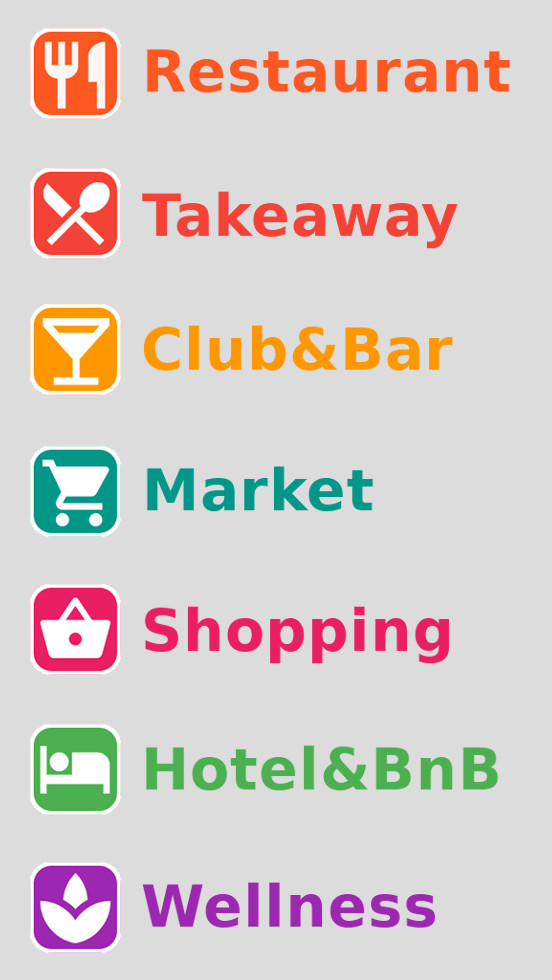 Restaurant
Takeaway
Club&Bar
Market
Shopping
Hotel&BnB
Wellness